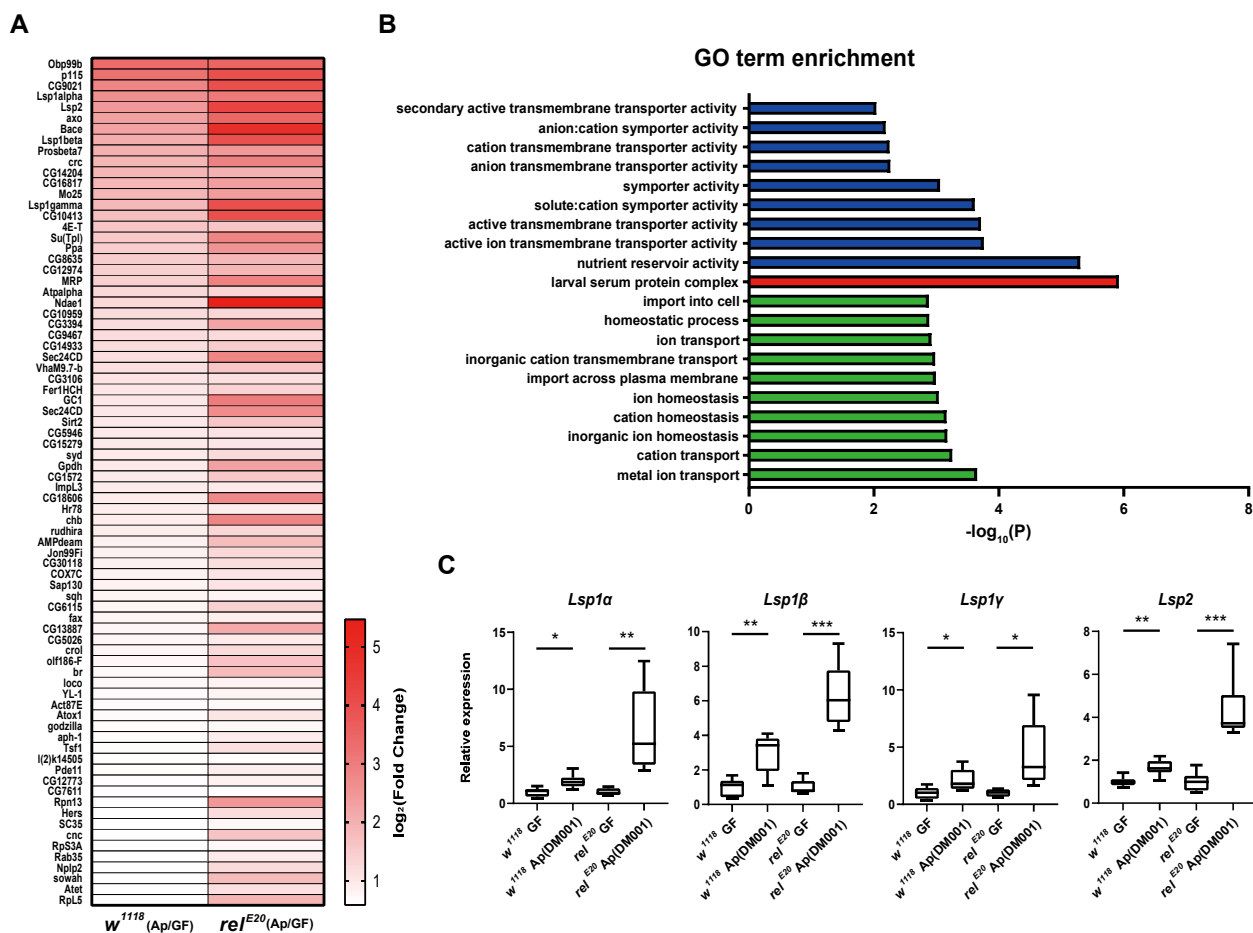 A
Obp99b
p115
CG9021
Lsp1alpha
Lsp2
axo
Bace
Lsp1beta
Prosbeta7
crc
CG14204
CG16817
Mo25
Lsp1gamma
CG10413
4E-T
Su(Tpl)
Ppa
CG8635
CG12974
MRP
Atpalpha
Ndae1
CG10959
CG3394
CG9467
CG14933
Sec24CD
VhaM9.7-b
CG3106
Fer1HCH
GC1
Sec24CD
Sirt2
CG5946
CG15279
syd
Gpdh
CG1572
ImpL3
CG18606
Hr78
chb
rudhira
AMPdeam
Jon99Fi
CG30118
COX7C
Sap130
sqh
CG6115
fax
CG13887
CG5026
crol
olf186-F
br
loco
YL-1
Act87E
Atox1
godzilla
aph-1
Tsf1
l(2)k14505
Pde11
CG12773
CG7611
Rpn13
Hers
SC35
cnc
RpS3A
Rab35
Nplp2
sowah
Atet
RpL5
w1118 (Ap/GF) relE20 (Ap/GF)
5
4
3
2
1
log2(Fold Change)
B
GO term enrichment
secondary active transmembrane transporter activity
anion:cation symporter activity
cation transmembrane transporter activity
anion transmembrane transporter activity
symporter activity
solute:cation symporter activity
active transmembrane transporter activity
active ion transmembrane transporter activity
nutrient reservoir activity
larval serum protein complex
import into cell
homeostatic process
ion transport
inorganic cation transmembrane transport
import across plasma membrane
ion homeostasis
cation homeostasis
inorganic ion homeostasis
cation transport
metal ion transport
0 2 4 6 8
-log10(P)
C
Relative expression
Lsp1α
* **
15
10
5
0
w1118 GF
w1118 Ap(DM001)
relE20 GF
relE20 Ap(DM001)
Lsp1β
** ***
10
8
6
4
2
0
w1118 GF
w1118 Ap(DM001)
relE20 GF
relE20 Ap(DM001)
Lsp1γ
* *
15
10
5
0
w1118 GF
w1118 Ap(DM001)
relE20 GF
relE20 Ap(DM001)
Lsp2
** ***
8
6
4
2
0
w1118 GF
w1118 Ap(DM001)
relE20 GF
relE20 Ap(DM001)